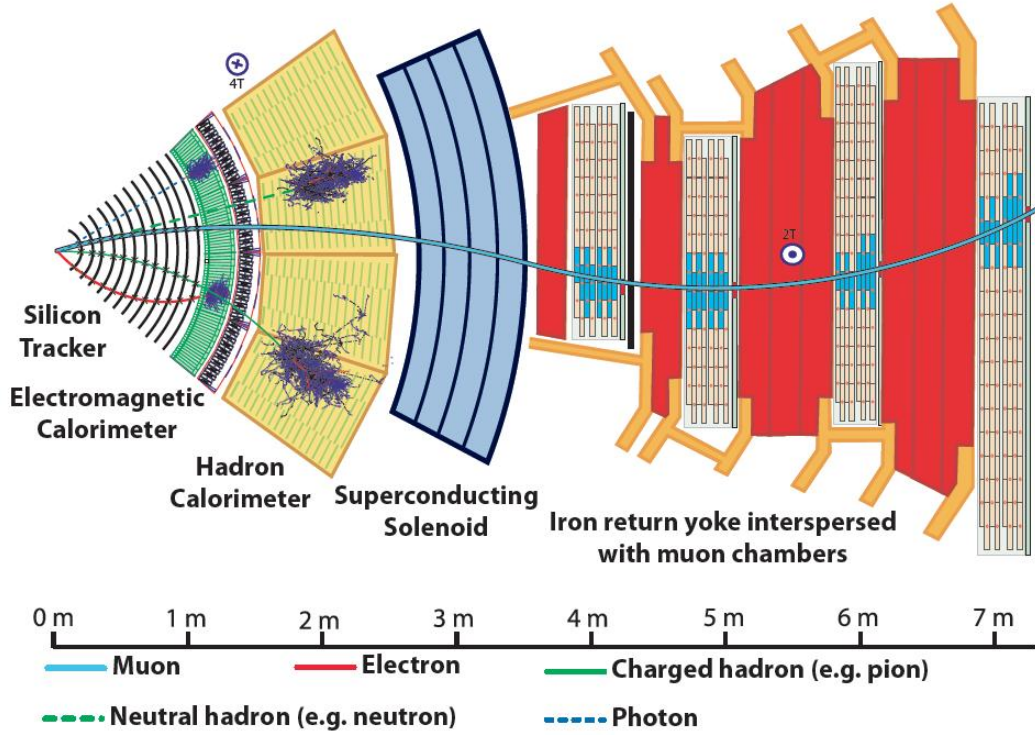 4T
2T
Silicon
Tracker
Electromagnetic
Calorimeter
Hadron
Calorimeter
Superconducting
Solenoid
Iron return yoke interspersed
with muon chambers
0 m 1 m 2 m 3 m 4 m 5 m 6 m 7 m
Muon Electron Charged hadron (e.g. pion)
Neutral hadron (e.g. neutron) Photon